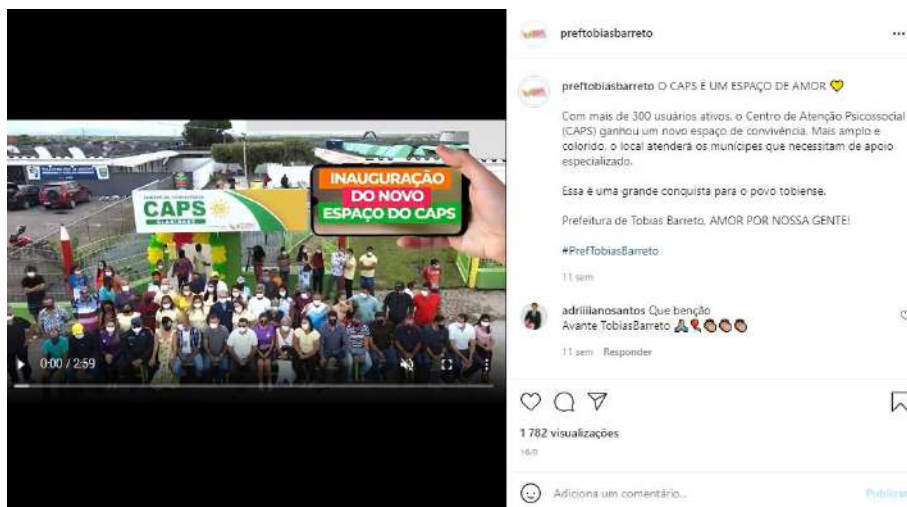 INAUGURAÇÃO
DO NOVO
ESPAÇO DO CAPS
CAPS
0:00 / 2:59
preftobiasbarreto
preftobiasbarreto O CAPS É UM ESPAÇO DE AMOR 💛
Com mais de 300 usuários ativos, o Centro de Atenção Psicossocial
(CAPS) ganhou um novo espaço de convivência. Mais amplo e
colorido, o local atenderá os munícipes que necessitam de apoio
especializado.
Essa é uma grande conquista para o povo tobiense.
Prefeitura de Tobias Barreto, AMOR POR NOSSA GENTE!
#PrefTobiasBarreto
11 sem
adriiilanosantos Que benção
Avante TobiasBarreto
11 sem Responder
1 782 visualizações
Adiciona um comentário...
Publicar